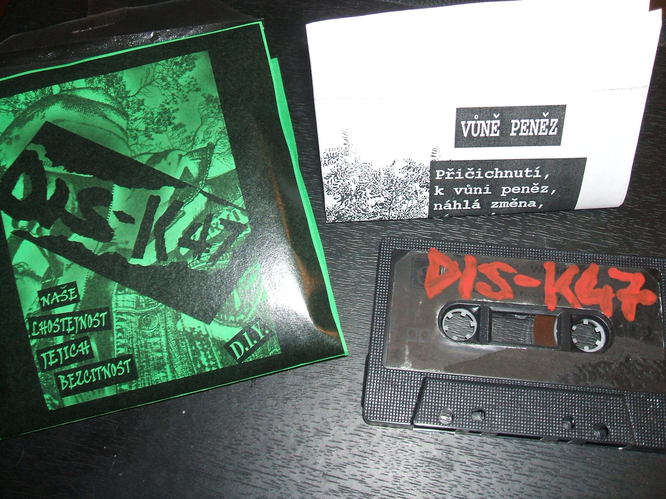 DIS-K47
NAŠE
LHOSTEJNOST
JEJICH
BEZCITNOST
D.I.Y.
VŮNĚ PENĚZ
Přičichnutí,
k vůni peněz,
náhlá změna,
DIS-K47